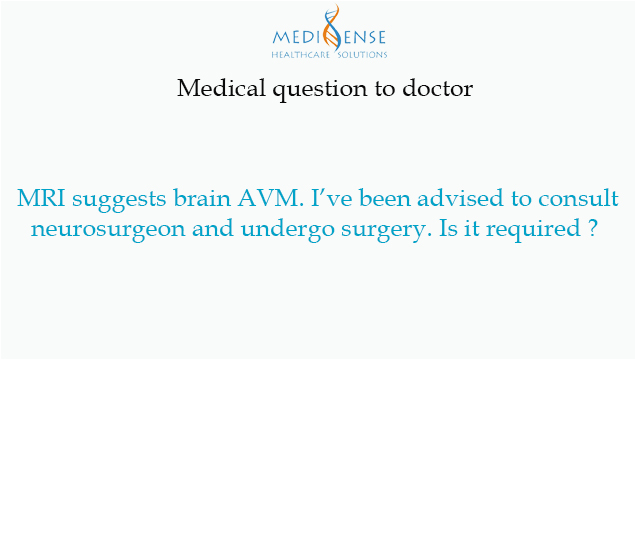 MEDISENSE
HEALTHCARE SOLUTIONS
Medical question to doctor
MRI suggests brain AVM. I’ve been advised to consult
neurosurgeon and undergo surgery. Is it required ?